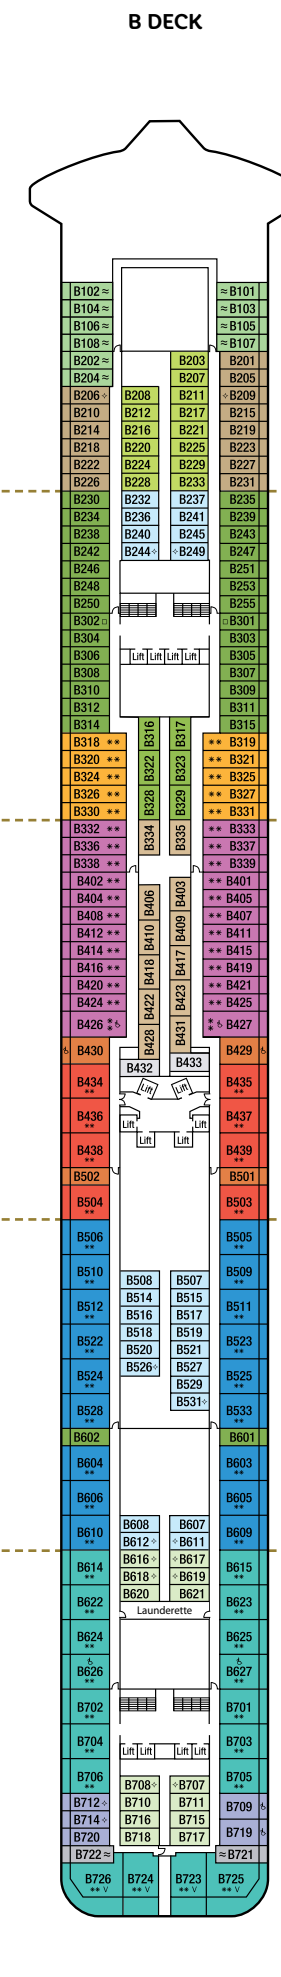 B DECK
B102 ≈ ≈ B101
B104 ≈ ≈ B103
B106 ≈ ≈ B105
B108 ≈ ≈ B107
B202 ≈ B203 B201
B204 ≈ B207 B205
B206 ✧ B208 B211 ✧ B209
B210 B212 B217 B215
B214 B216 B221 B219
B218 B220 B225 B223
B222 B224 B229 B227
B226 B228 B233 B231
B230 B232 B237 B235
B234 B236 B241 B239
B238 B240 B245 B243
B242 B244 ✧ ✧ B249 B247
B246 B251
B248 B253
B250 B255
B302 □ □ B301
B304 B303
B306 Lift Lift Lift Lift B305
B308 B307
B310 B309
B312 B311
B314 B316 B317 B315
B318 ** ** B319
B320 ** B322 B323 ** B321
B324 ** ** B325
B326 ** B328 B329 ** B327
B330 ** ** B331
B332 ** B334 B335 ** B333
B336 ** ** B337
B338 ** ** B339
B402 ** ** B401
B404 ** B406 B403 ** B405
B408 ** ** B407
B412 ** B410 B409 ** B411
B414 ** ** B415
B416 ** B418 B417 ** B419
B420 ** ** B421
B424 ** B422 B423 ** B425
B426 ** ♿ B428 B431 ** ♿ B427
♿ B430 B432 B433 B429 ♿
B434 ** Lift Lift B435 **
B436 ** Lift Lift B437 **
B438 ** Lift Lift B439 **
B502 B501
B504 ** B503 **
B506 ** B505 **
B510 ** B508 B507 B509 **
B512 ** B514 B515 B511 **
B516 B517
B522 ** B518 B519 B523 **
B520 B521
B524 ** B526 ✧ B527 B525 **
B529
B528 ** B531 ✧ B533 **
B602 B601
B604 ** B603 **
B606 ** B605 **
B610 ** B608 B607 B609 **
B612 ✧ ✧ B611
B614 ** B616 ✧ ✧ B617 B615 **
B618 ✧ ✧ B619
B622 ** B620 B621 B623 **
Launderette
B624 ** B625 **
♿ B626 ** ♿ B627 **
B702 ** B701 **
B704 ** Lift Lift Lift Lift B703 **
B706 ** B708 ✧ ✧ B707 B705 **
B712 ✧ B710 B711 B709 ♿
B714 ✧ B716 B715
B720 B718 B717 B719 ♿
B722 ≈ ≈ B721
B726 B724 B723 B725
** V ** V ** V ** V